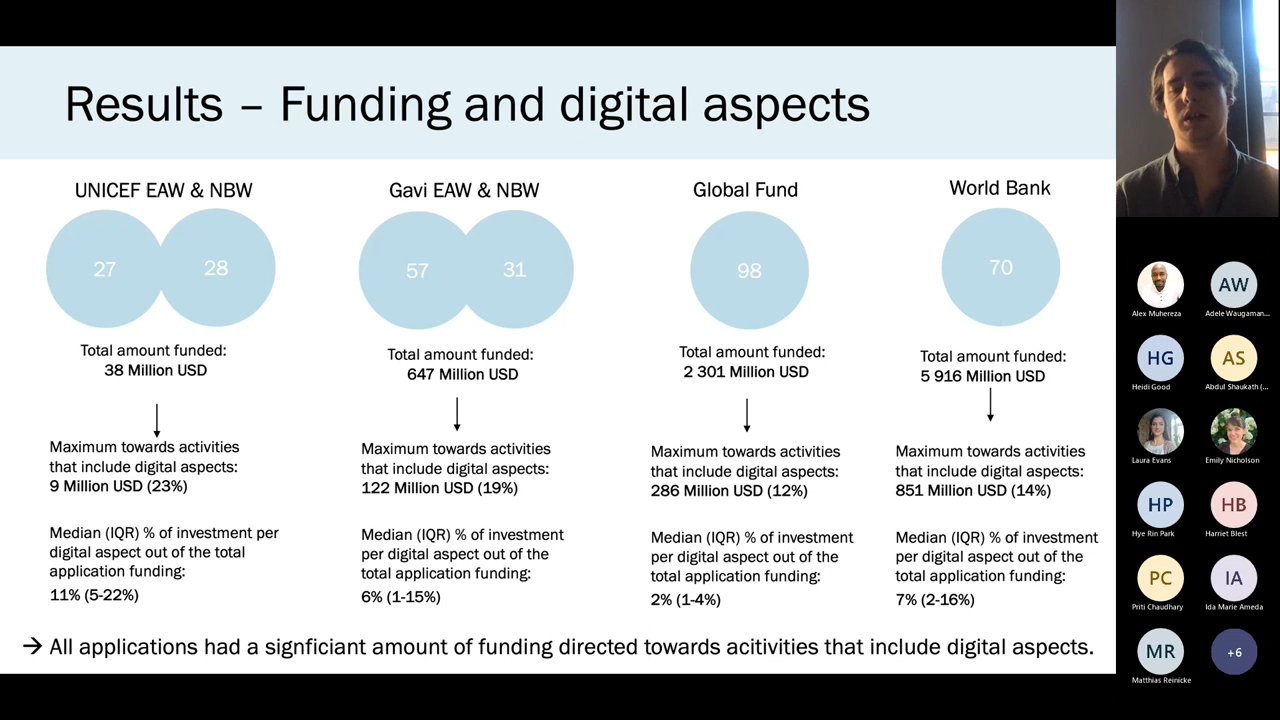 Results – Funding and digital aspects
UNICEF EAW & NBW
27
28
Total amount funded:
38 Million USD
Maximum towards activities
that include digital aspects:
9 Million USD (23%)
Median (IQR) % of investment per
digital aspect out of the total
application funding:
11% (5-22%)
Gavi EAW & NBW
57
31
Total amount funded:
647 Million USD
Maximum towards activities
that include digital aspects:
122 Million USD (19%)
Median (IQR) % of investment
per digital aspect out of the
total application funding:
6% (1-15%)
Global Fund
98
Total amount funded:
2 301 Million USD
Maximum towards activities
that include digital aspects:
286 Million USD (12%)
Median (IQR) % of investment
per digital aspect out of the
total application funding:
2% (1-4%)
World Bank
70
Total amount funded:
5 916 Million USD
Maximum towards activities
that include digital aspects:
851 Million USD (14%)
Median (IQR) % of investment
per digital aspect out of the
total application funding:
7% (2-16%)
→ All applications had a signficiant amount of funding directed towards acitivities that include digital aspects.
Alex Muhereza
AW
Adele Waugaman...
HG
Heidi Good
AS
Abdul Shaukath (...
Laura Evans
Emily Nicholson
HP
Hye Rin Park
HB
Harriet Blest
PC
Priti Chaudhary
IA
Ida Marie Ameda
MR
Matthias Reinicke
+6